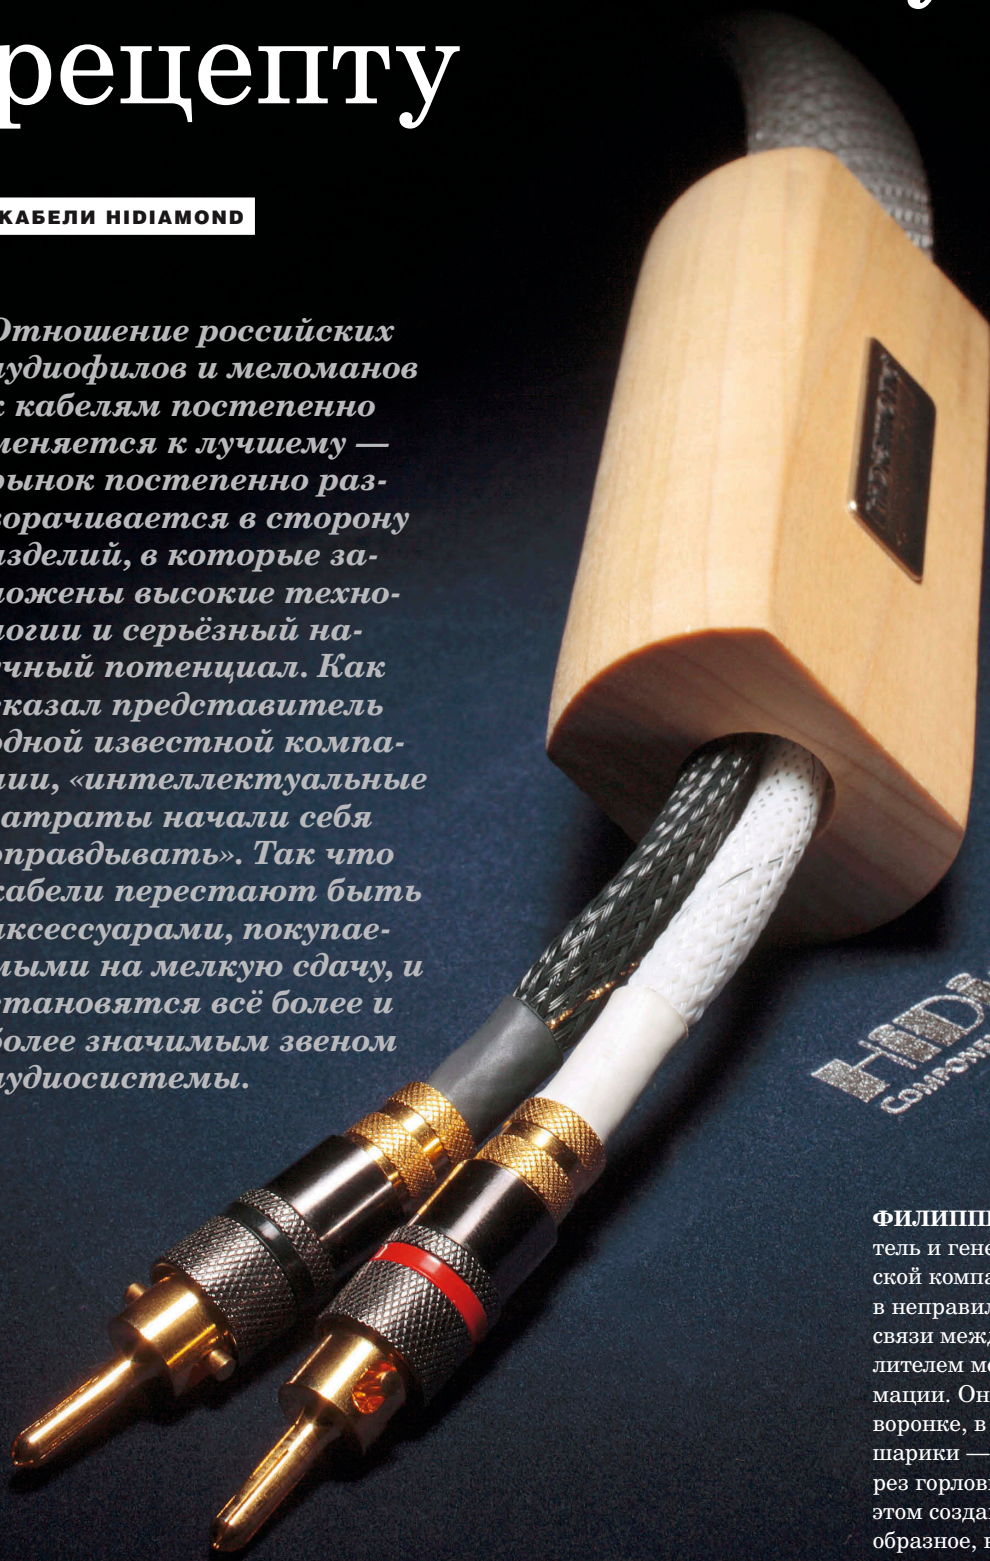 рецепту
КАБЕЛИ HIDIAMOND
Отношение российских
аудиофилов и меломанов
к кабелям постепенно
меняется к лучшему —
рынок постепенно раз-
ворачивается в сторону
изделий, в которые за-
ложены высокие техно-
логии и серьёзный на-
учный потенциал. Как
сказал представитель
одной известной компа-
нии, «интеллектуальные
затраты начали себя
оправдывать». Так что
кабели перестают быть
аксессуарами, покупае-
мыми на мелкую сдачу, и
становятся всё более и
более значимым звеном
аудиосистемы.
HIDI
COMPON
ФИЛИПП
тель и гене
ской компа
в неправил
связи межд
лителем м
мации. Он
воронке, в
шарики —
рез горлов
этом созда
образное,